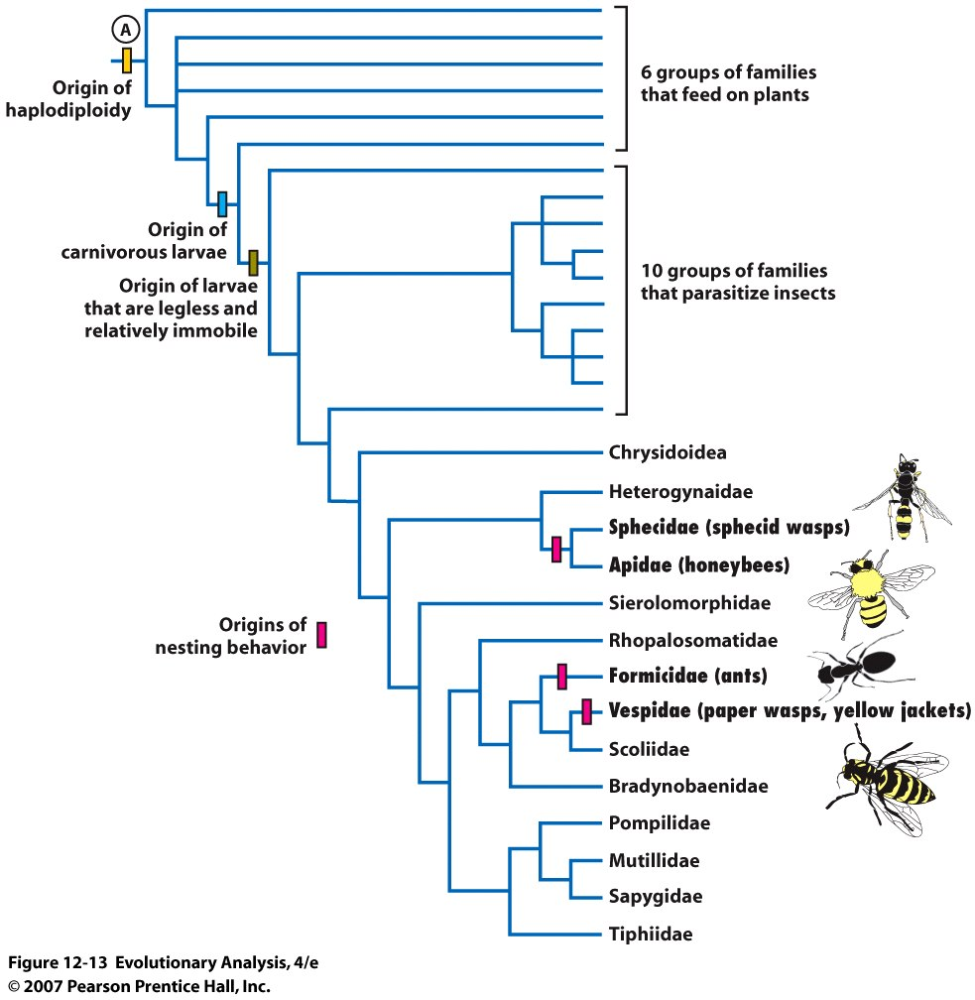 A
Origin of
haplodiploidy
6 groups of families
that feed on plants
Origin of
carnivorous larvae
Origin of larvae
that are legless and
relatively immobile
10 groups of families
that parasitize insects
Chrysidoidea
Heterogynaidae
Sphecidae (sphecid wasps)
Apidae (honeybees)
Sierolomorphidae
Origins of
nesting behavior
Rhopalosomatidae
Formicidae (ants)
Vespidae (paper wasps, yellow jackets)
Scoliidae
Bradynobaenidae
Pompilidae
Mutillidae
Sapygidae
Tiphiidae
Figure 12-13 Evolutionary Analysis, 4/e
© 2007 Pearson Prentice Hall, Inc.